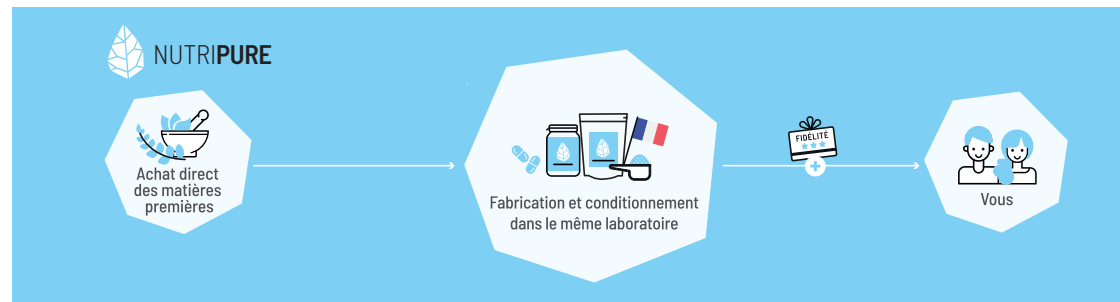 NUTRIPURE
Achat direct
des matières
premières
Fabrication et conditionnement
dans le même laboratoire
FIDÉLITÉ
Vous